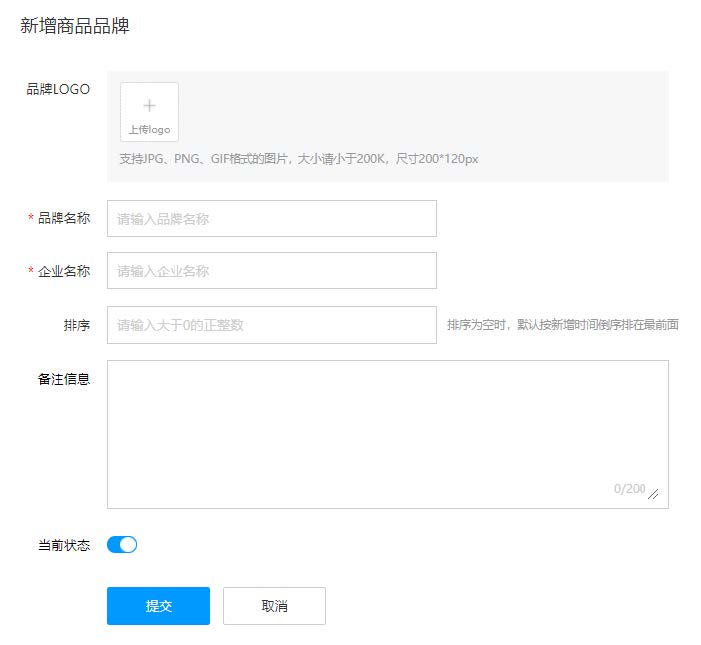 新增商品品牌
品牌LOGO
上传logo
支持JPG、PNG、GIF格式的图片，大小请小于200K，尺寸200*120px
* 品牌名称 请输入品牌名称
* 企业名称 请输入企业名称
排序 请输入大于0的正整数 排序为空时，默认按新增时间倒序排在最前面
备注信息
0/200
当前状态
提交 取消